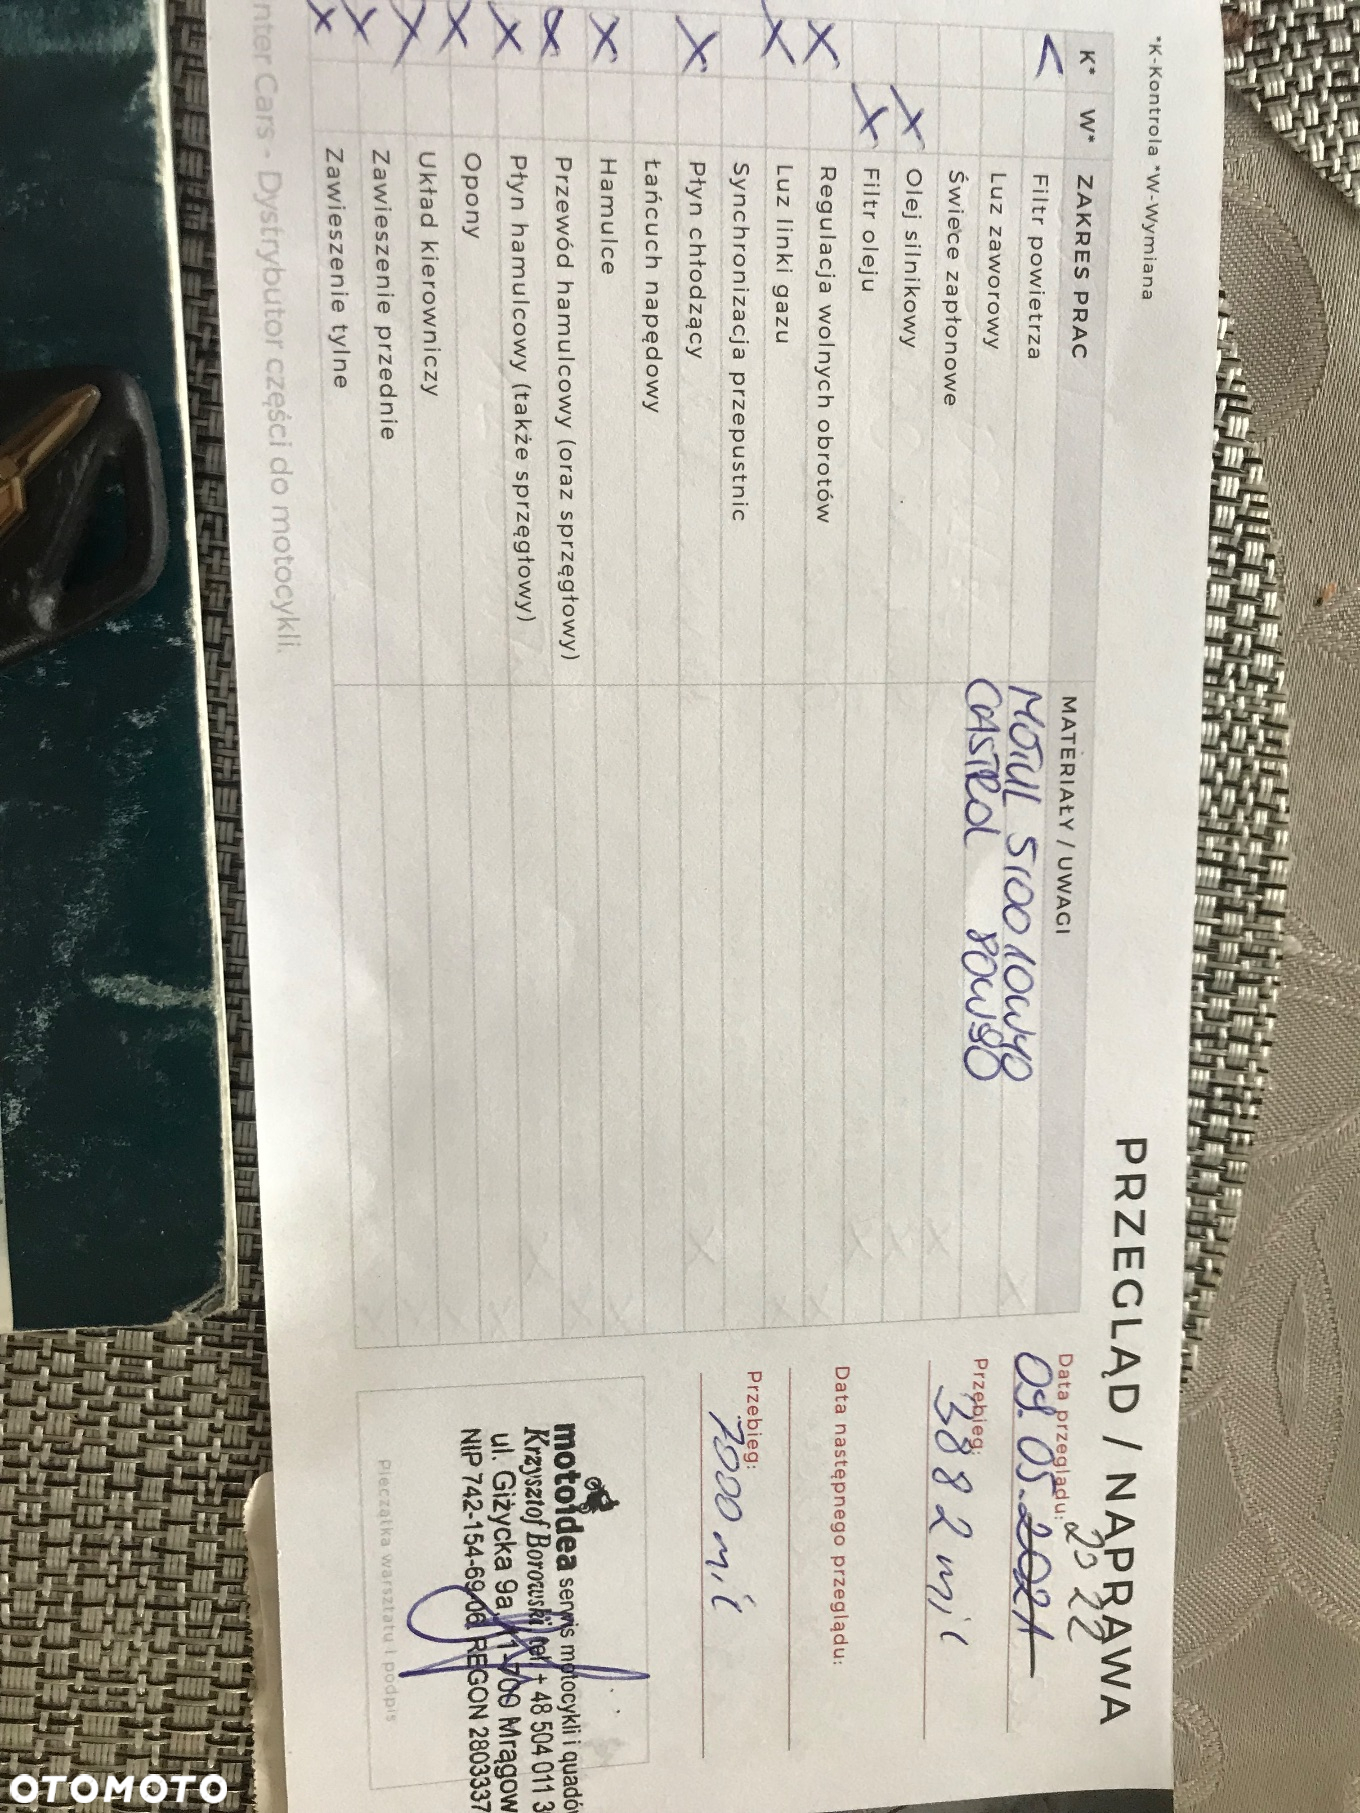 *K-Kontrola *W-Wymiana
PRZEGLĄD / NAPRAWA
K* W* ZAKRES PRAC MATERIAŁY / UWAGI
Filtr powietrza MOTUL 5100 10W40
Luz zaworowy CASTROL 80W90
Świece zapłonowe
X Olej silnikowy
X Filtr oleju
X Regulacja wolnych obrotów
X Luz linki gazu
Synchronizacja przepustnic
X Płyn chłodzący
Łańcuch napędowy
X Hamulce
X Przewód hamulcowy (oraz sprzęgłowy)
X Płyn hamulcowy (także sprzęgłowy)
X Opony
X Układ kierowniczy
X Zawieszenie przednie
X Zawieszenie tylne
nter Cars - Dystrybutor części do motocykli.
Data przeglądu:
2022
09.05.2021
Przebieg:
3882 mil
Data następnego przeglądu:
Przebieg:
7000 mil
motoidea serwis motocykli i quadó
Krzysztof Borowski, tel + 48 504 011 3
ul. Giżycka 9a 11-700 Mrągow
NIP 742-154-69-06 REGON 2803337
Pieczątka warsztatu i podpis
OTOMOTO